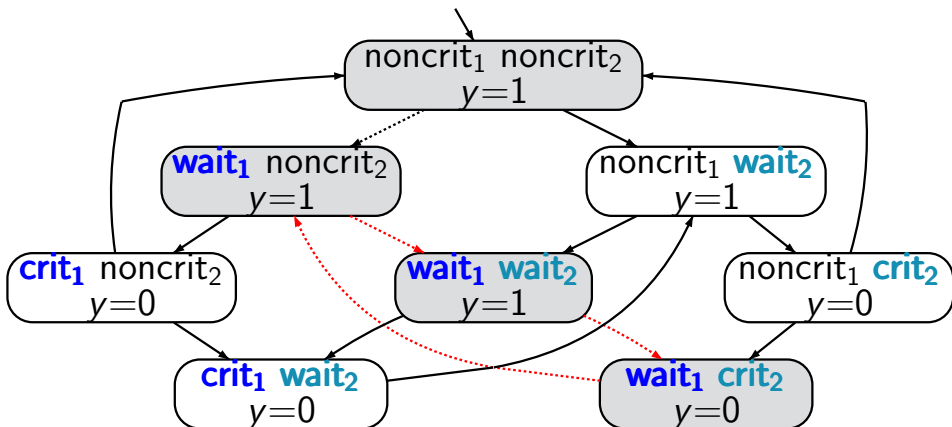 noncrit₁ noncrit₂
y=1
wait₁ noncrit₂
y=1
noncrit₁ wait₂
y=1
crit₁ noncrit₂
y=0
wait₁ wait₂
y=1
noncrit₁ crit₂
y=0
crit₁ wait₂
y=0
wait₁ crit₂
y=0